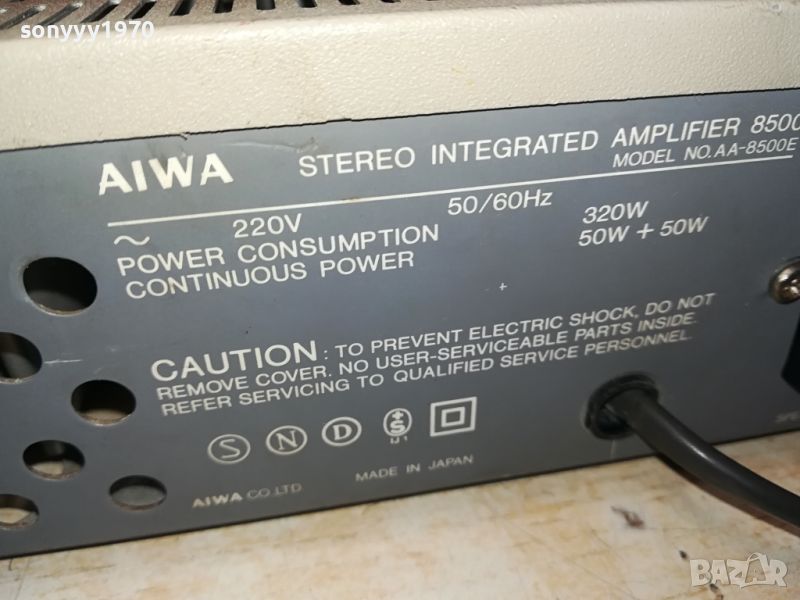 sonyyy1970
sonyyy1970
AIWA STEREO INTEGRATED AMPLIFIER 8500
MODEL NO. AA-8500E
~ 220V 50/60Hz
POWER CONSUMPTION 320W
CONTINUOUS POWER 50W + 50W
CAUTION : TO PREVENT ELECTRIC SHOCK, DO NOT
REMOVE COVER. NO USER-SERVICEABLE PARTS INSIDE.
REFER SERVICING TO QUALIFIED SERVICE PERSONNEL.
S N D S
AIWA CO. LTD MADE IN JAPAN
BAZAR